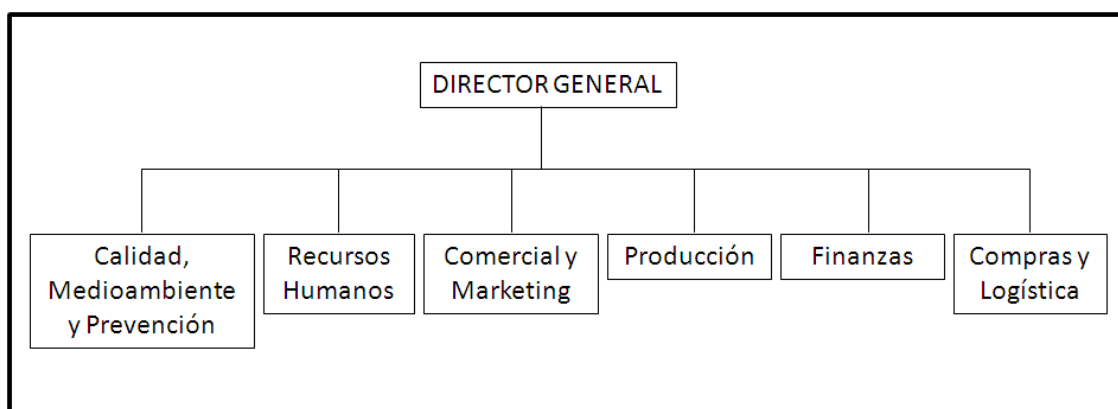 DIRECTOR GENERAL
Calidad,
Medioambiente
y Prevención
Recursos
Humanos
Comercial y
Marketing
Producción
Finanzas
Compras y
Logística